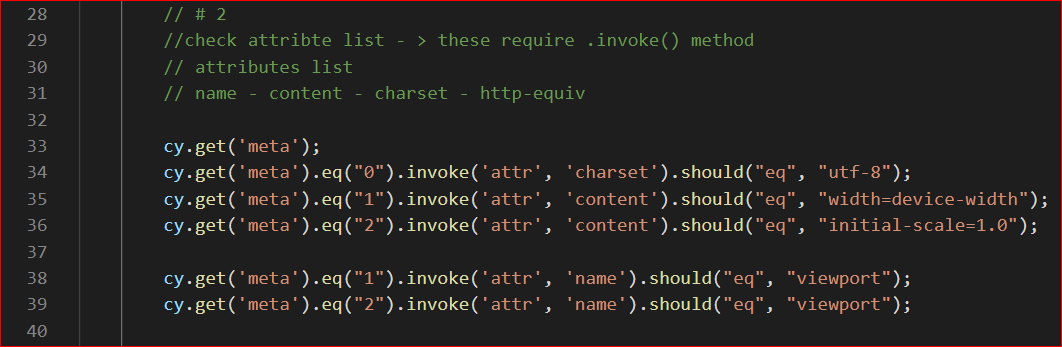 28 // # 2
29 //check attribte list - > these require .invoke() method
30 // attributes list
31 // name - content - charset - http-equiv
32
33 cy.get('meta');
34 cy.get('meta').eq("0").invoke('attr', 'charset').should("eq", "utf-8");
35 cy.get('meta').eq("1").invoke('attr', 'content').should("eq", "width=device-width");
36 cy.get('meta').eq("2").invoke('attr', 'content').should("eq", "initial-scale=1.0");
37
38 cy.get('meta').eq("1").invoke('attr', 'name').should("eq", "viewport");
39 cy.get('meta').eq("2").invoke('attr', 'name').should("eq", "viewport");
40